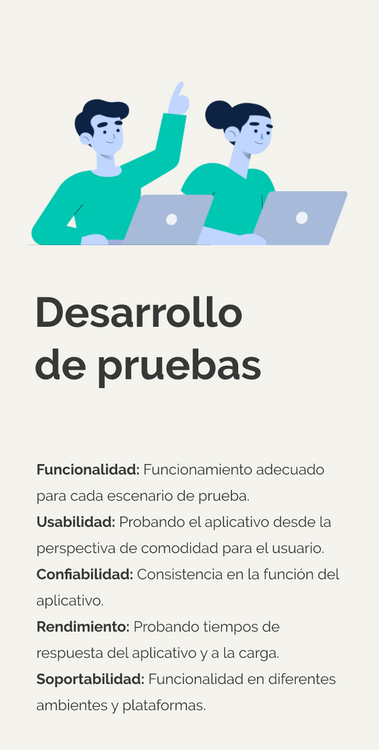 Desarrollo
de pruebas
Funcionalidad: Funcionamiento adecuado
para cada escenario de prueba.
Usabilidad: Probando el aplicativo desde la
perspectiva de comodidad para el usuario.
Confiabilidad: Consistencia en la función del
aplicativo.
Rendimiento: Probando tiempos de
respuesta del aplicativo y a la carga.
Soportabilidad: Funcionalidad en diferentes
ambientes y plataformas.